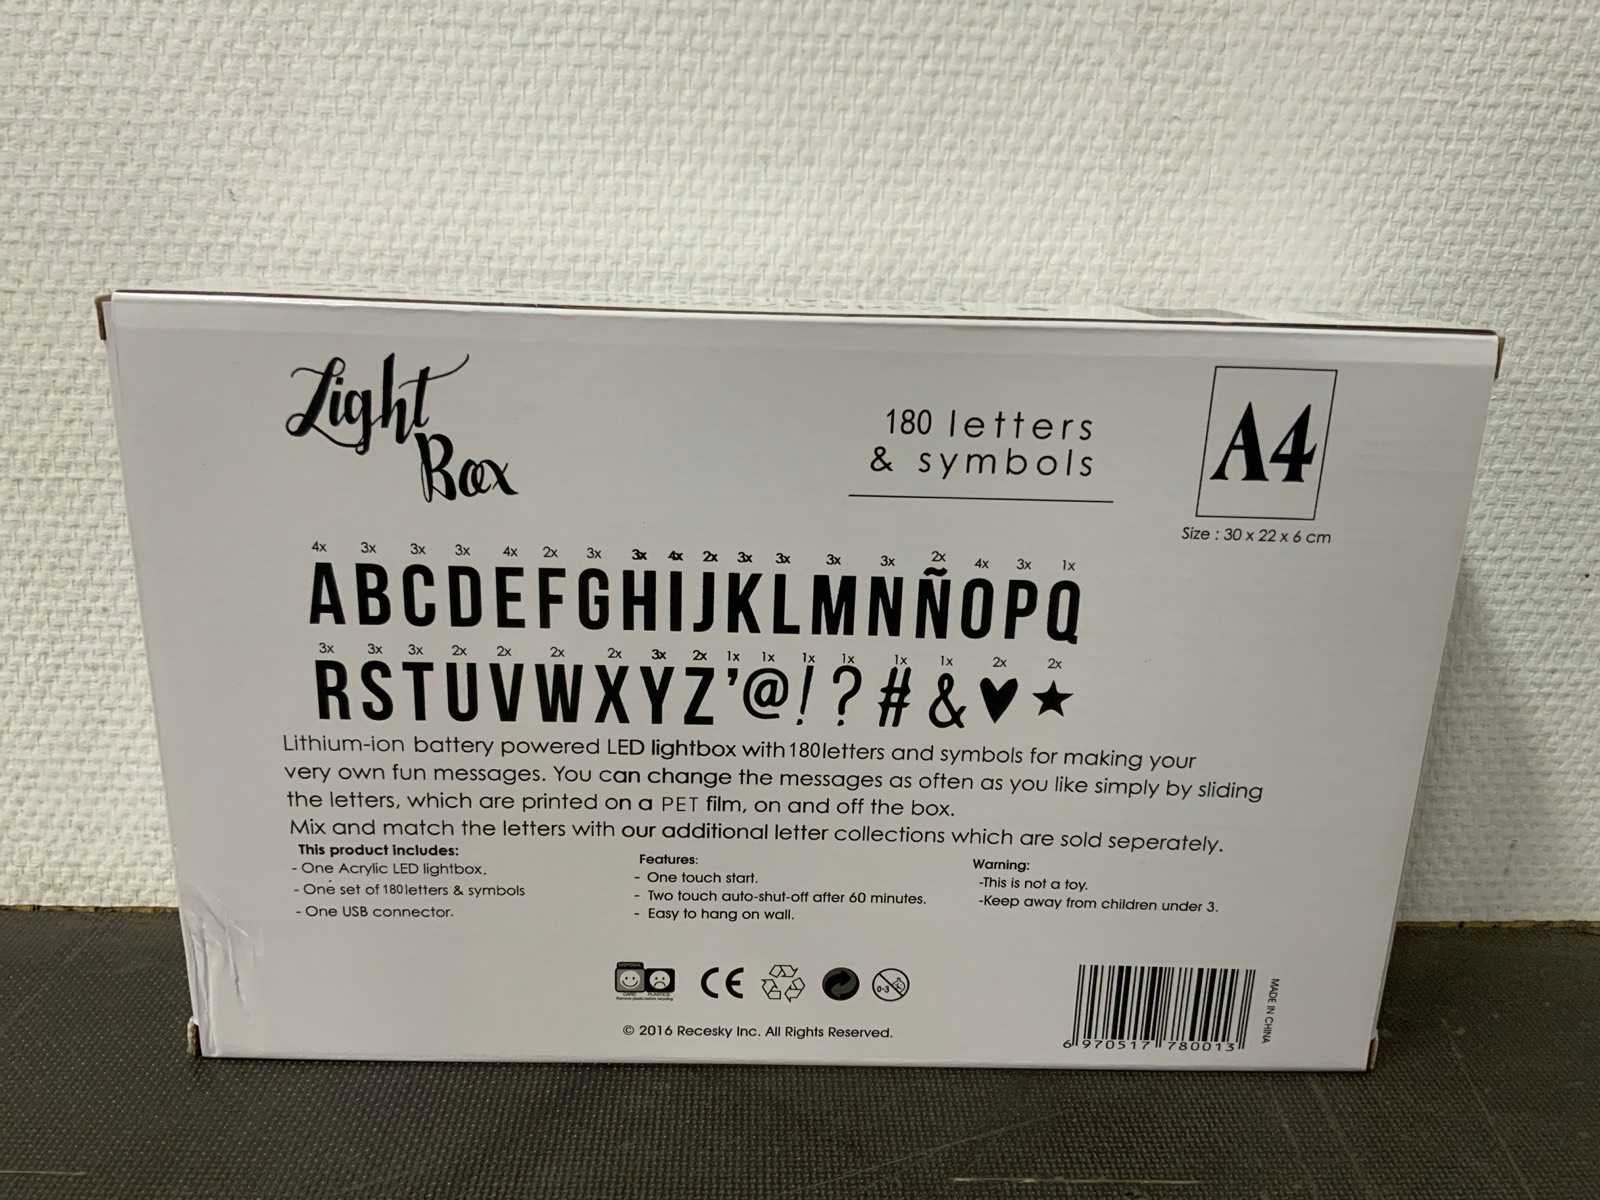 Light
Box
180 letters
& symbols
A4
Size : 30 x 22 x 6 cm
4x 3x 3x 3x 4x 2x 3x 3x 4x 2x 3x 3x 3x 3x 2x 4x 3x 1x
A B C D E F G H I J K L M N Ñ O P Q
3x 3x 3x 2x 2x 2x 2x 3x 2x 1x 1x 1x 1x 1x 1x 2x 2x
R S T U V W X Y Z ' @ ! ? # & ♥ ★
Lithium-ion battery powered LED lightbox with 180letters and symbols for making your
very own fun messages. You can change the messages as often as you like simply by sliding
the letters, which are printed on a PET film, on and off the box.
Mix and match the letters with our additional letter collections which are sold seperately.
This product includes:
- One Acrylic LED lightbox.
- One set of 180letters & symbols
- One USB connector.
Features:
- One touch start.
- Two touch auto-shut-off after 60 minutes.
- Easy to hang on wall.
Warning:
-This is not a toy.
-Keep away from children under 3.
CE
0-3
© 2016 Recesky Inc. All Rights Reserved.
6 970517 780013
MADE IN CHINA